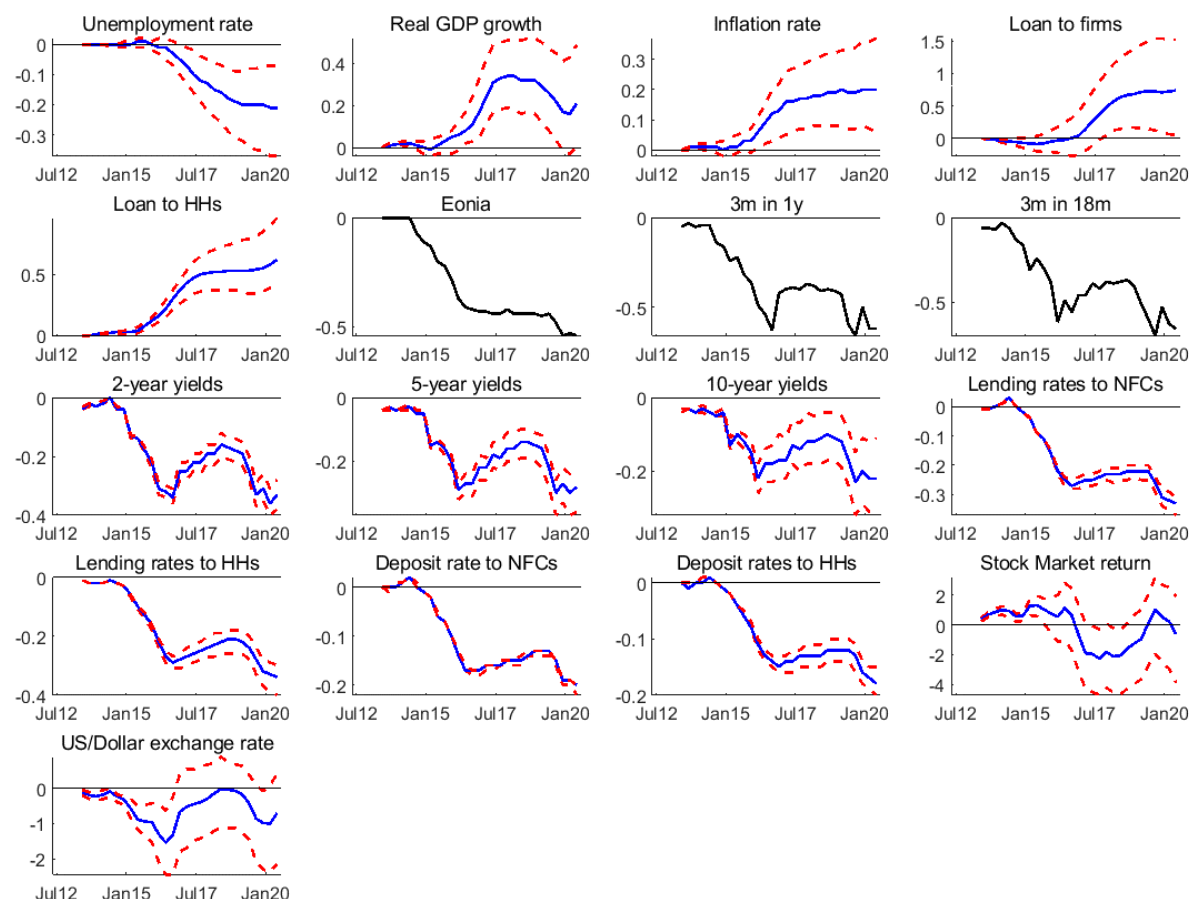 Unemployment rate
0
-0.1
-0.2
-0.3
Jul12 Jan15 Jul17 Jan20
Real GDP growth
0.4
0.2
0
Jul12 Jan15 Jul17 Jan20
Inflation rate
0.3
0.2
0.1
0
Jul12 Jan15 Jul17 Jan20
Loan to firms
1.5
1
0.5
0
Jul12 Jan15 Jul17 Jan20
Loan to HHs
0.5
0
Jul12 Jan15 Jul17 Jan20
Eonia
0
-0.5
Jul12 Jan15 Jul17 Jan20
3m in 1y
0
-0.5
Jul12 Jan15 Jul17 Jan20
3m in 18m
0
-0.5
Jul12 Jan15 Jul17 Jan20
2-year yields
0
-0.2
-0.4
Jul12 Jan15 Jul17 Jan20
5-year yields
0
-0.2
Jul12 Jan15 Jul17 Jan20
10-year yields
0
-0.2
Jul12 Jan15 Jul17 Jan20
Lending rates to NFCs
0
-0.1
-0.2
-0.3
Jul12 Jan15 Jul17 Jan20
Lending rates to HHs
0
-0.2
-0.4
Jul12 Jan15 Jul17 Jan20
Deposit rate to NFCs
0
-0.1
-0.2
Jul12 Jan15 Jul17 Jan20
Deposit rates to HHs
0
-0.1
-0.2
Jul12 Jan15 Jul17 Jan20
Stock Market return
2
0
-2
-4
Jul12 Jan15 Jul17 Jan20
US/Dollar exchange rate
0
-1
-2
Jul12 Jan15 Jul17 Jan20